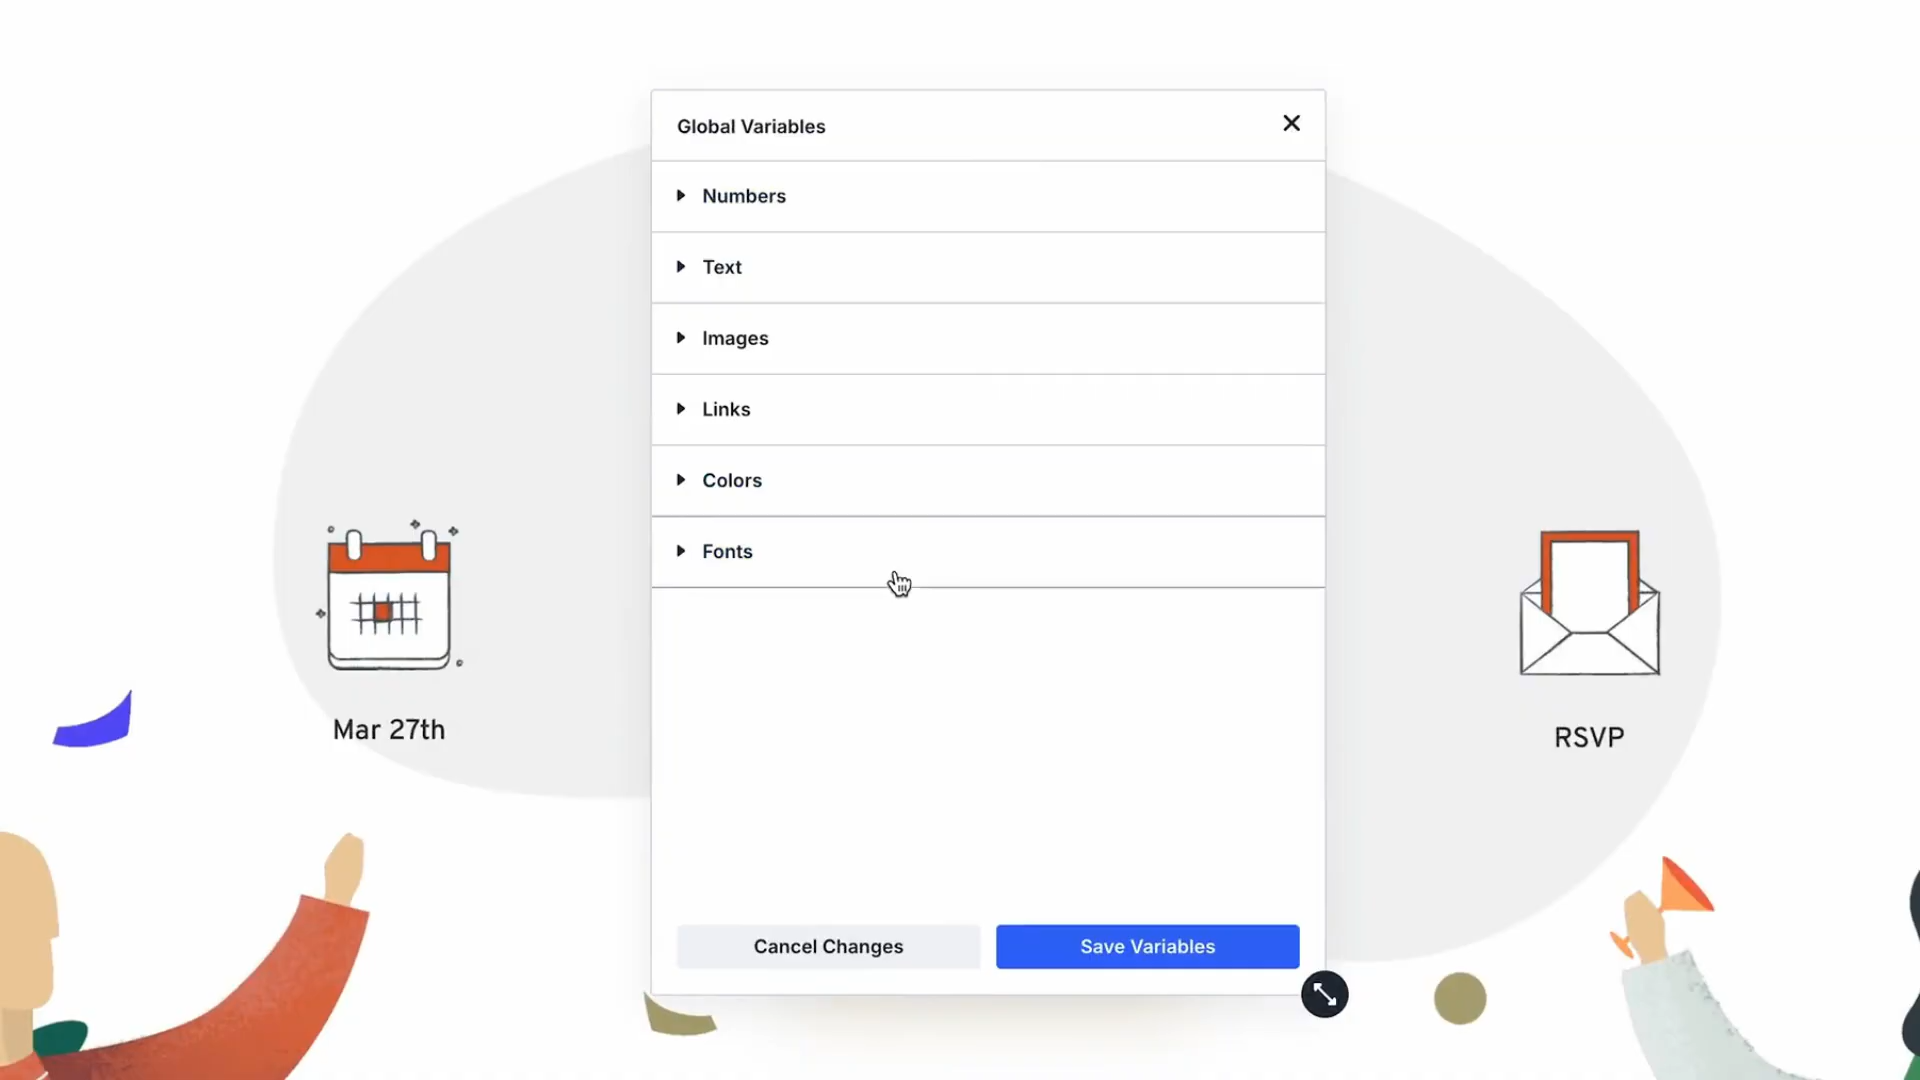 Global Variables
Numbers
Text
Images
Links
Colors
Fonts
Mar 27th
RSVP
Cancel Changes
Save Variables